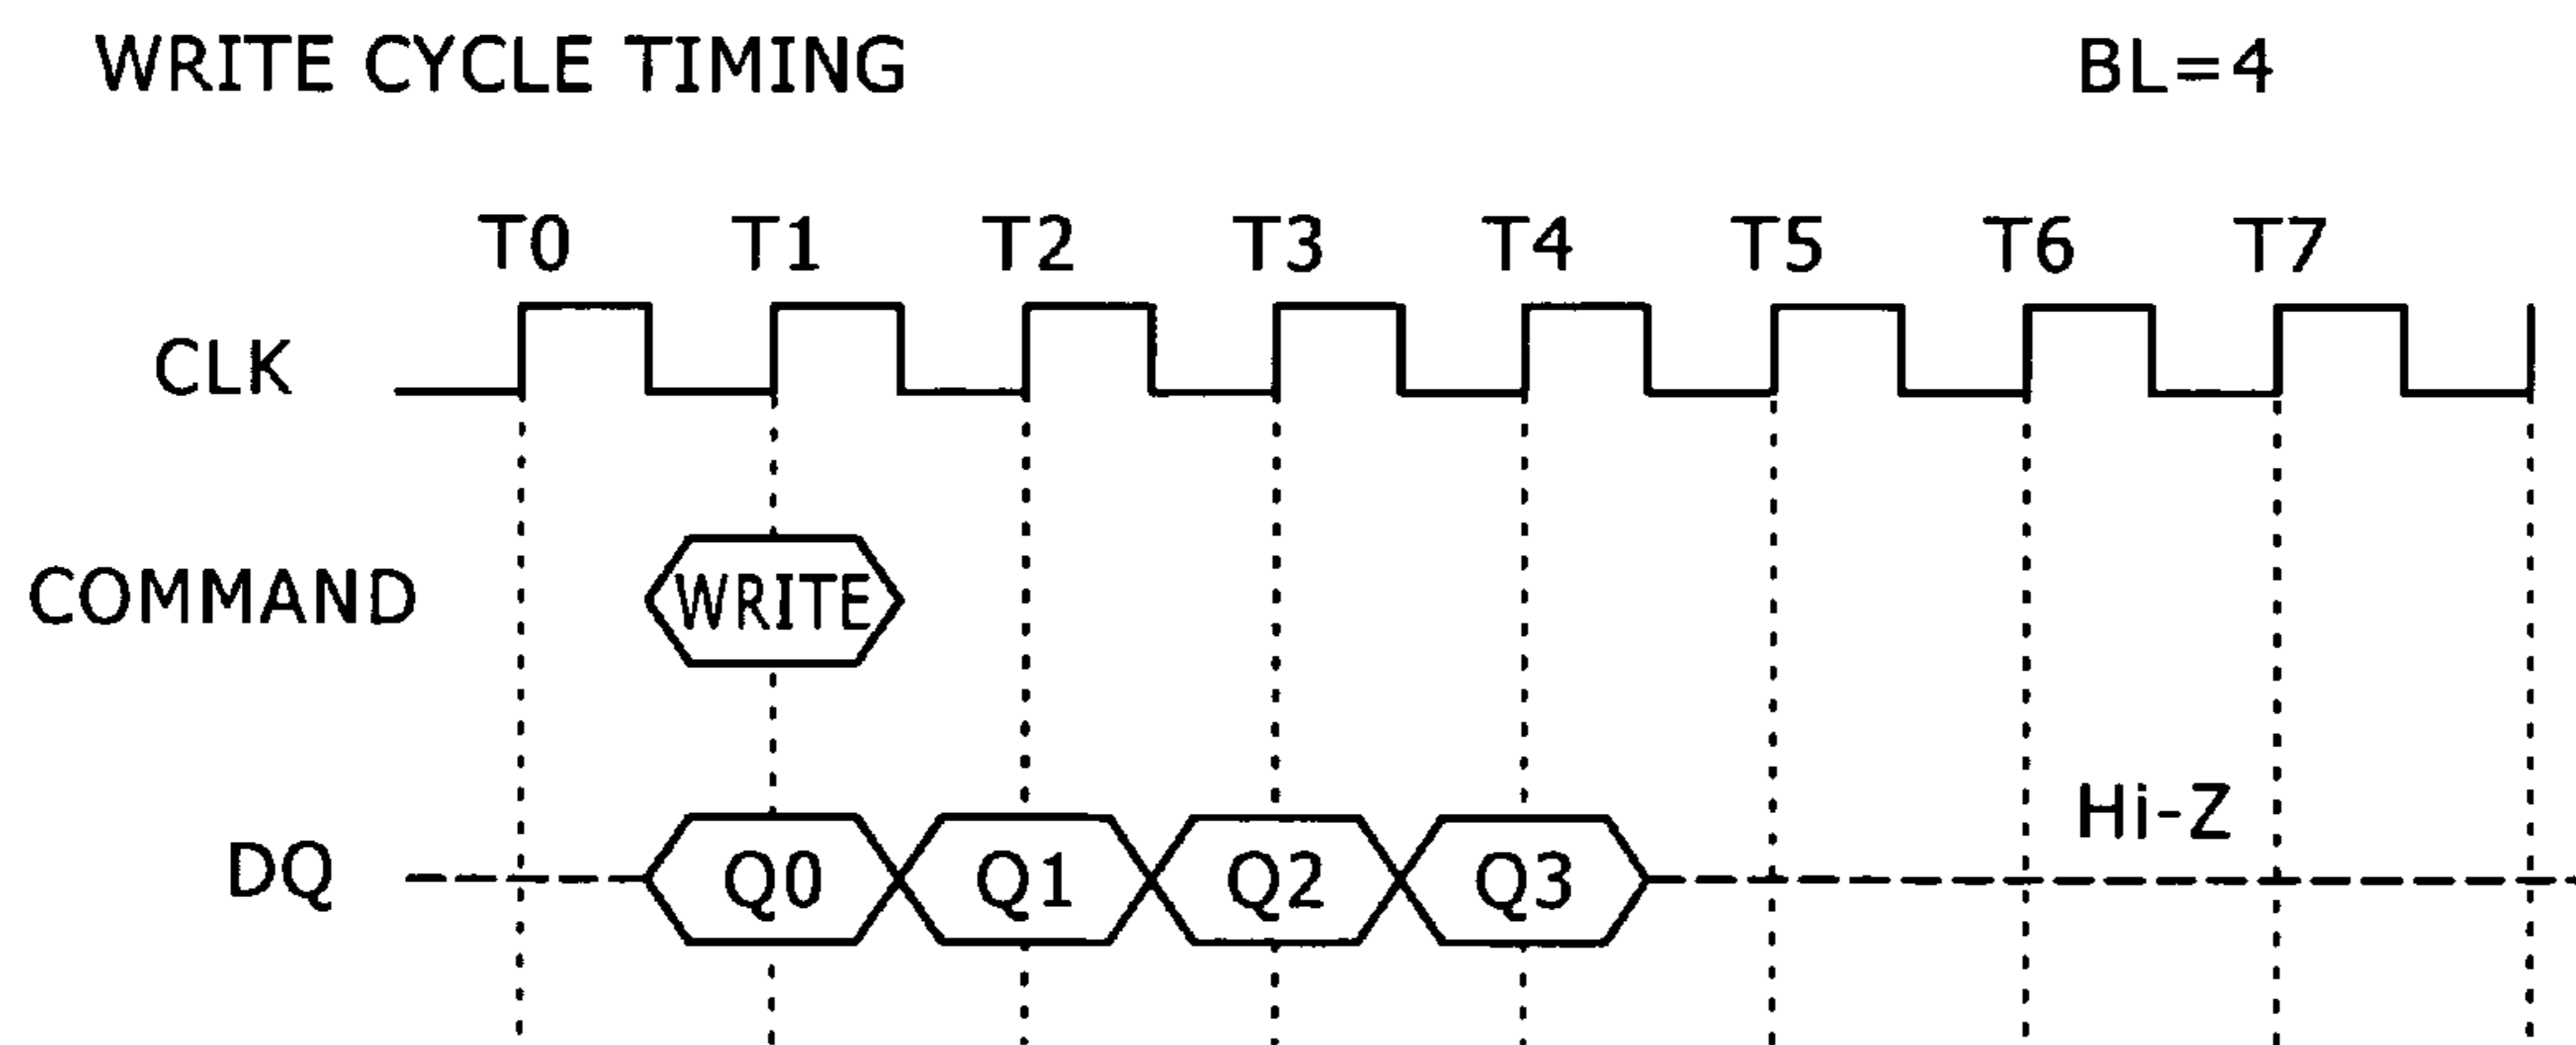 WRITE CYCLE TIMING BL=4
T0 T1 T2 T3 T4 T5 T6 T7
CLK
COMMAND WRITE
Hi-Z
DQ Q0 Q1 Q2 Q3